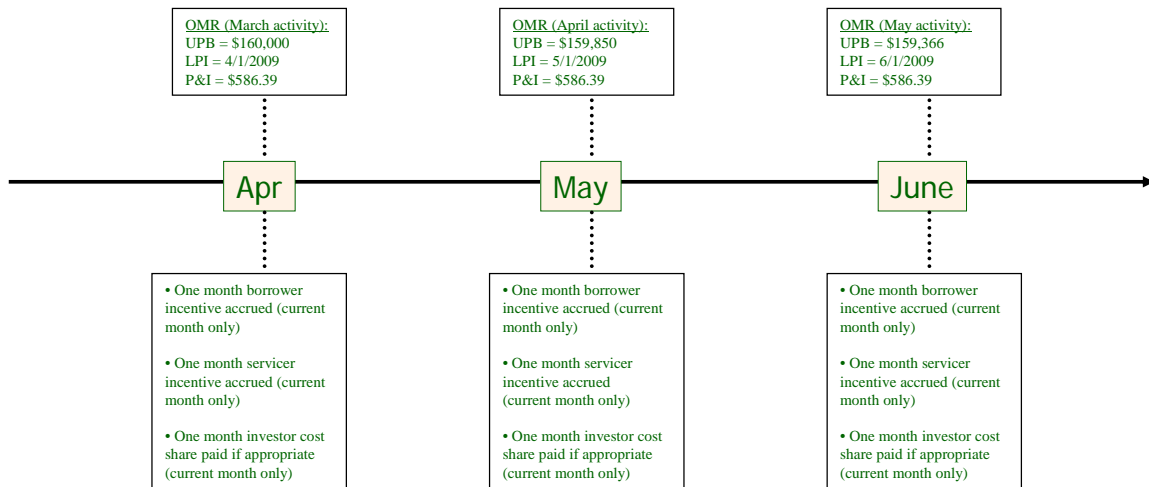 OMR (March activity):
UPB = $160,000
LPI = 4/1/2009
P&I = $586.39
OMR (April activity):
UPB = $159,850
LPI = 5/1/2009
P&I = $586.39
OMR (May activity):
UPB = $159,366
LPI = 6/1/2009
P&I = $586.39
Apr
May
June
• One month borrower
incentive accrued (current
month only)
• One month servicer
incentive accrued (current
month only)
• One month investor cost
share paid if appropriate
(current month only)
• One month borrower
incentive accrued (current
month only)
• One month servicer
incentive accrued
(current month only)
• One month investor cost
share paid if appropriate
(current month only)
• One month borrower
incentive accrued (current
month only)
• One month servicer
incentive accrued (current
month only)
• One month investor cost
share paid if appropriate
(current month only)